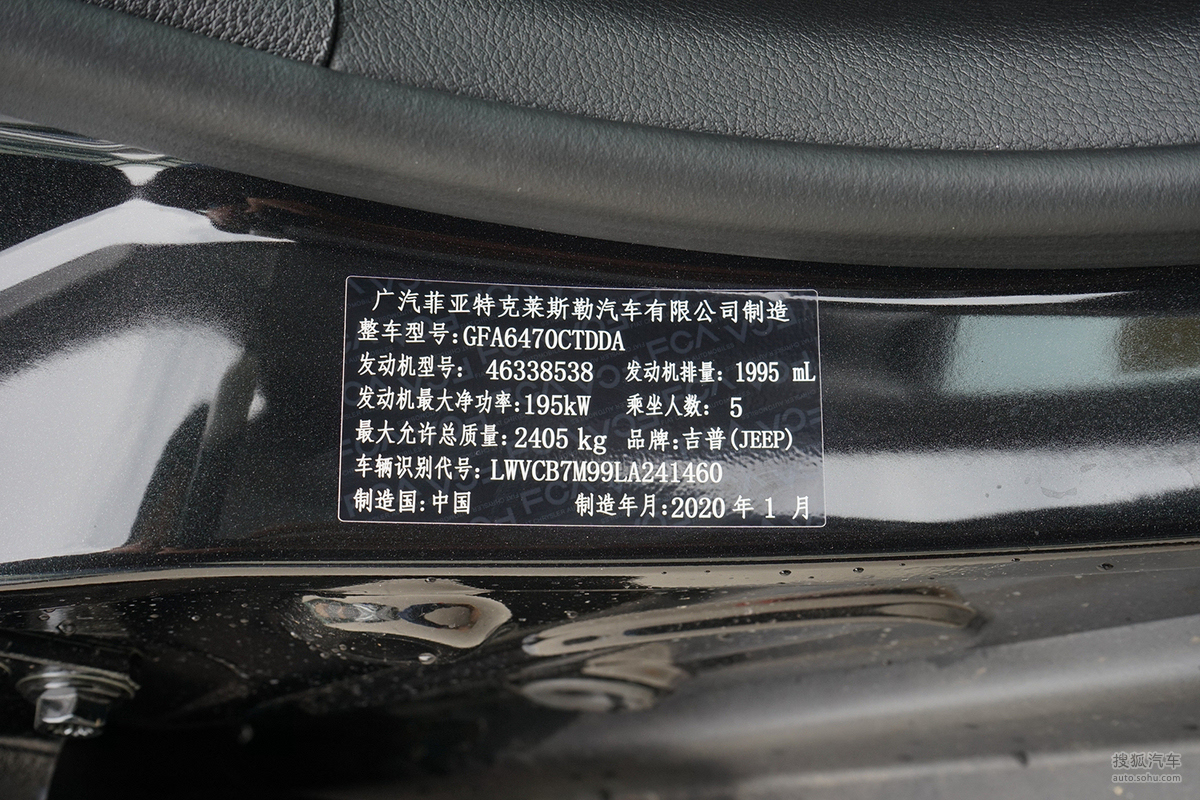 广汽菲亚特克莱斯勒汽车有限公司制造
整车型号:GFA6470CTDDA
发动机型号: 46338538 发动机排量: 1995 mL
发动机最大净功率:195kW 乘坐人数: 5
最大允许总质量:2405 kg 品牌:吉普(JEEP)
车辆识别代号: LWVCB7M99LA241460
制造国:中国 制造年月:2020 年 1 月
搜狐汽车
auto.sohu.com